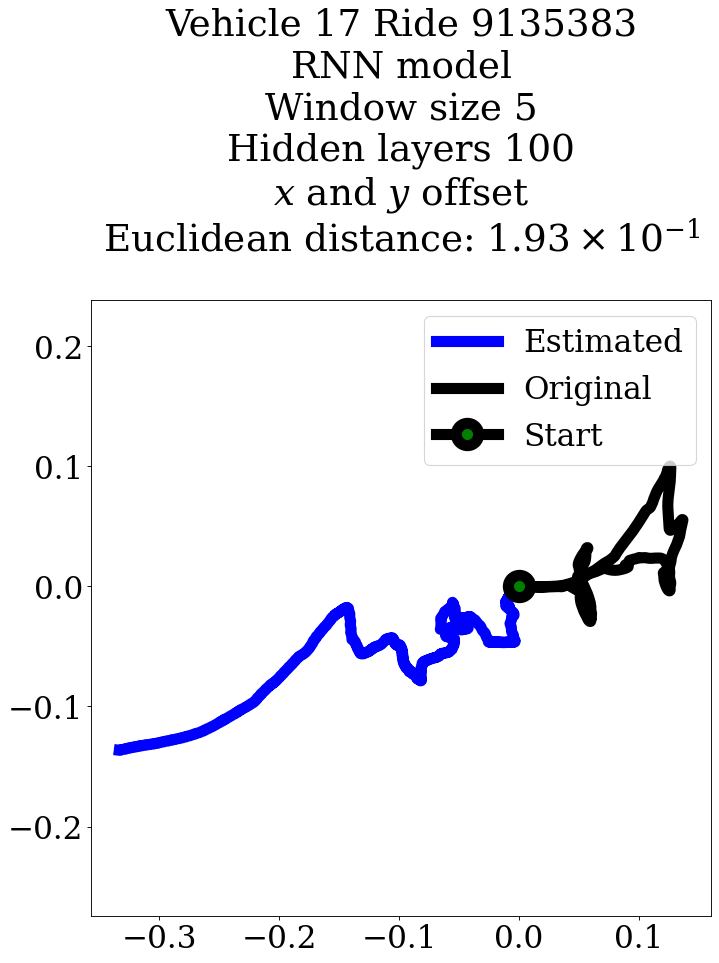 Vehicle 17 Ride 9135383
RNN model
Window size 5
Hidden layers 100
x and y offset
Euclidean distance: 1.93 × 10⁻¹
Estimated
Original
Start
0.2
0.1
0.0
−0.1
−0.2
−0.3 −0.2 −0.1 0.0 0.1